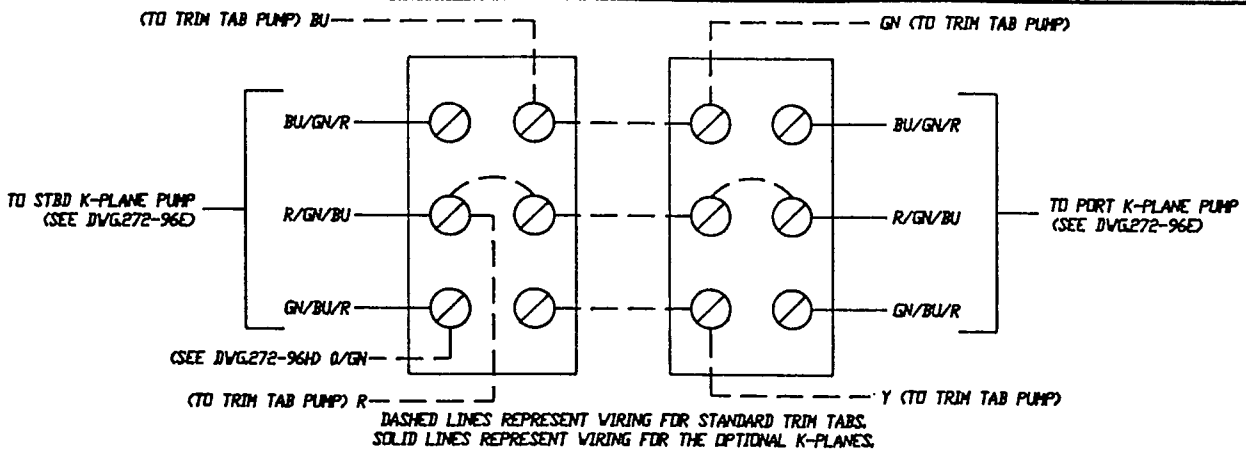 (TO TRIM TAB PUMP) BU
GN (TO TRIM TAB PUMP)
BU/GN/R
BU/GN/R
TO STBD K-PLANE PUMP
(SEE DWG.272-96E)
R/GN/BU
R/GN/BU
TO PORT K-PLANE PUMP
(SEE DWG.272-96E)
GN/BU/R
GN/BU/R
(SEE DWG.272-96H) O/GN
(TO TRIM TAB PUMP) R
Y (TO TRIM TAB PUMP)
DASHED LINES REPRESENT WIRING FOR STANDARD TRIM TABS.
SOLID LINES REPRESENT WIRING FOR THE OPTIONAL K-PLANES.